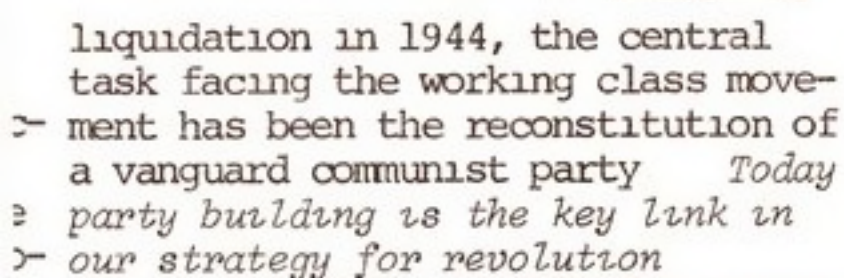 liquidation in 1944, the central
task facing the working class move-
ment has been the reconstitution of
a vanguard communist party Today
party building is the key link in
our strategy for revolution